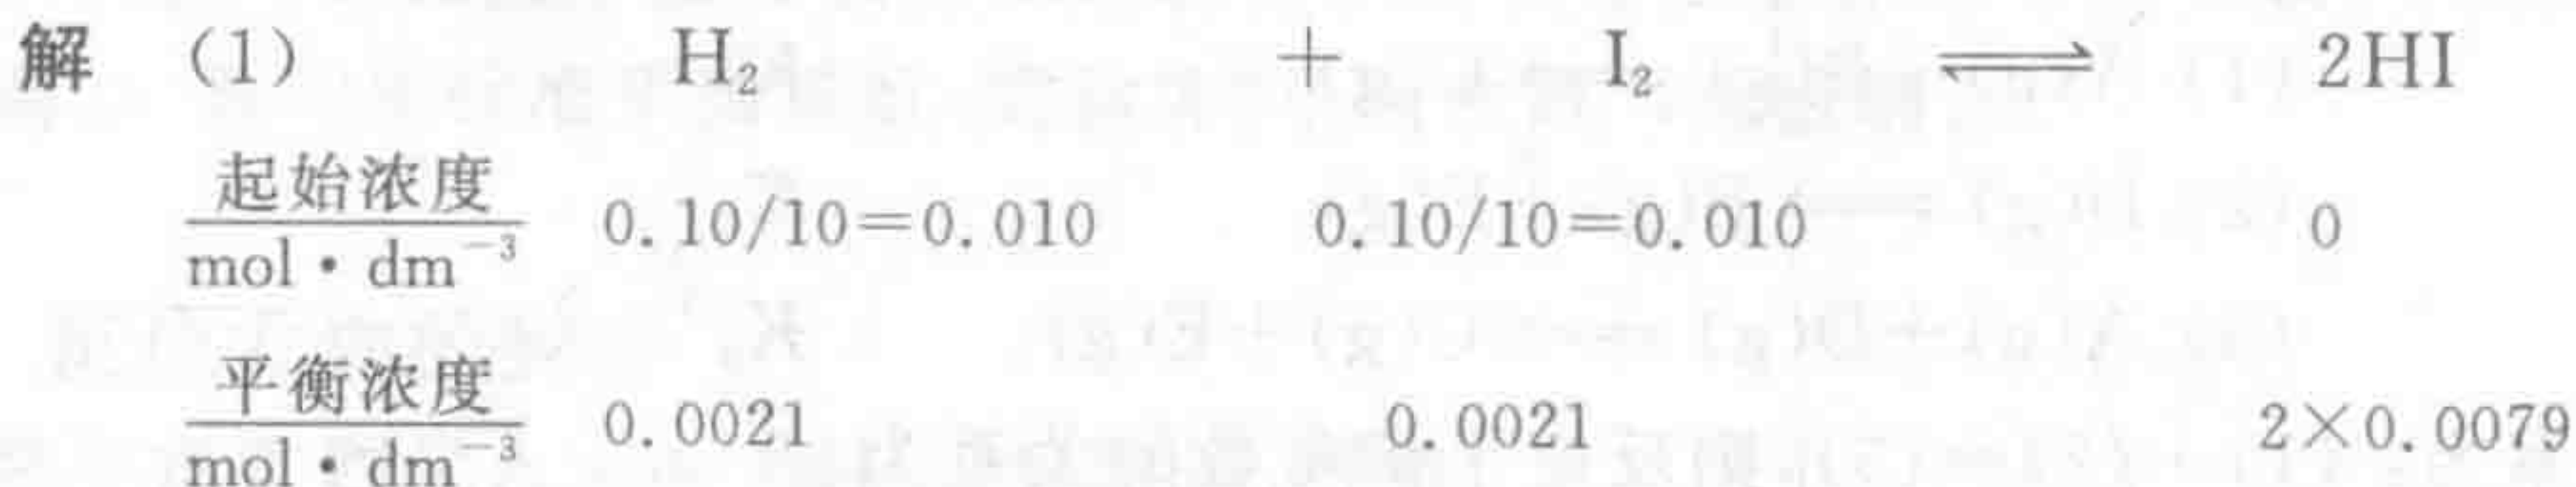 解 (1) H₂ + I₂ ⇌ 2HI
起始浓度
mol·dm⁻³ 0.10/10=0.010 0.10/10=0.010 0
平衡浓度
mol·dm⁻³ 0.0021 0.0021 2×0.0079